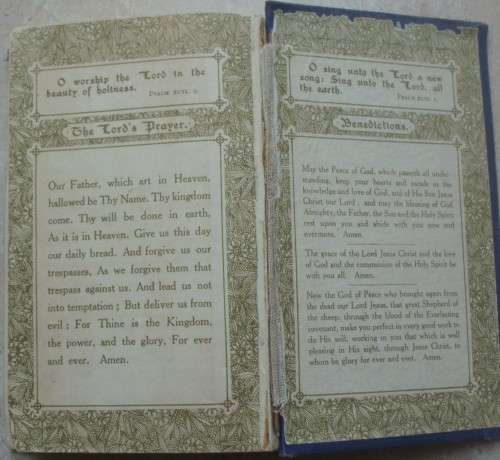 O worship the Lord in the
beauty of holiness. PSALM XCVI. 9.
The Lord's Prayer.
Our Father, which art in Heaven,
hallowed be Thy Name. Thy kingdom
come. Thy will be done in earth,
As it is in Heaven. Give us this day
our daily bread. And forgive us our
trespasses, As we forgive them that
trespass against us. And lead us not
into temptation; But deliver us from
evil; For Thine is the Kingdom,
the power, and the glory, For ever
and ever. Amen.
O sing unto the Lord a new
song: Sing unto the Lord, all
the earth. PSALM XCVI. 1.
Benedictions.
May the Peace of God, which passeth all under-
standing, keep your hearts and minds in the
knowledge and love of God, and of His Son Jesus
Christ our Lord; and may the blessing of God
Almighty, the Father, the Son and the Holy Spirit
rest upon you and abide with you now and
evermore. Amen.
The grace of the Lord Jesus Christ and the love
of God and the communion of the Holy Spirit be
with you all. Amen.
Now the God of Peace who brought again from
the dead our Lord Jesus, that great Shepherd of
the sheep, through the blood of the Everlasting
covenant, make you perfect in every good work to
do His will, working in you that which is well
pleasing in His sight, through Jesus Christ, to
whom be glory for ever and ever. Amen.